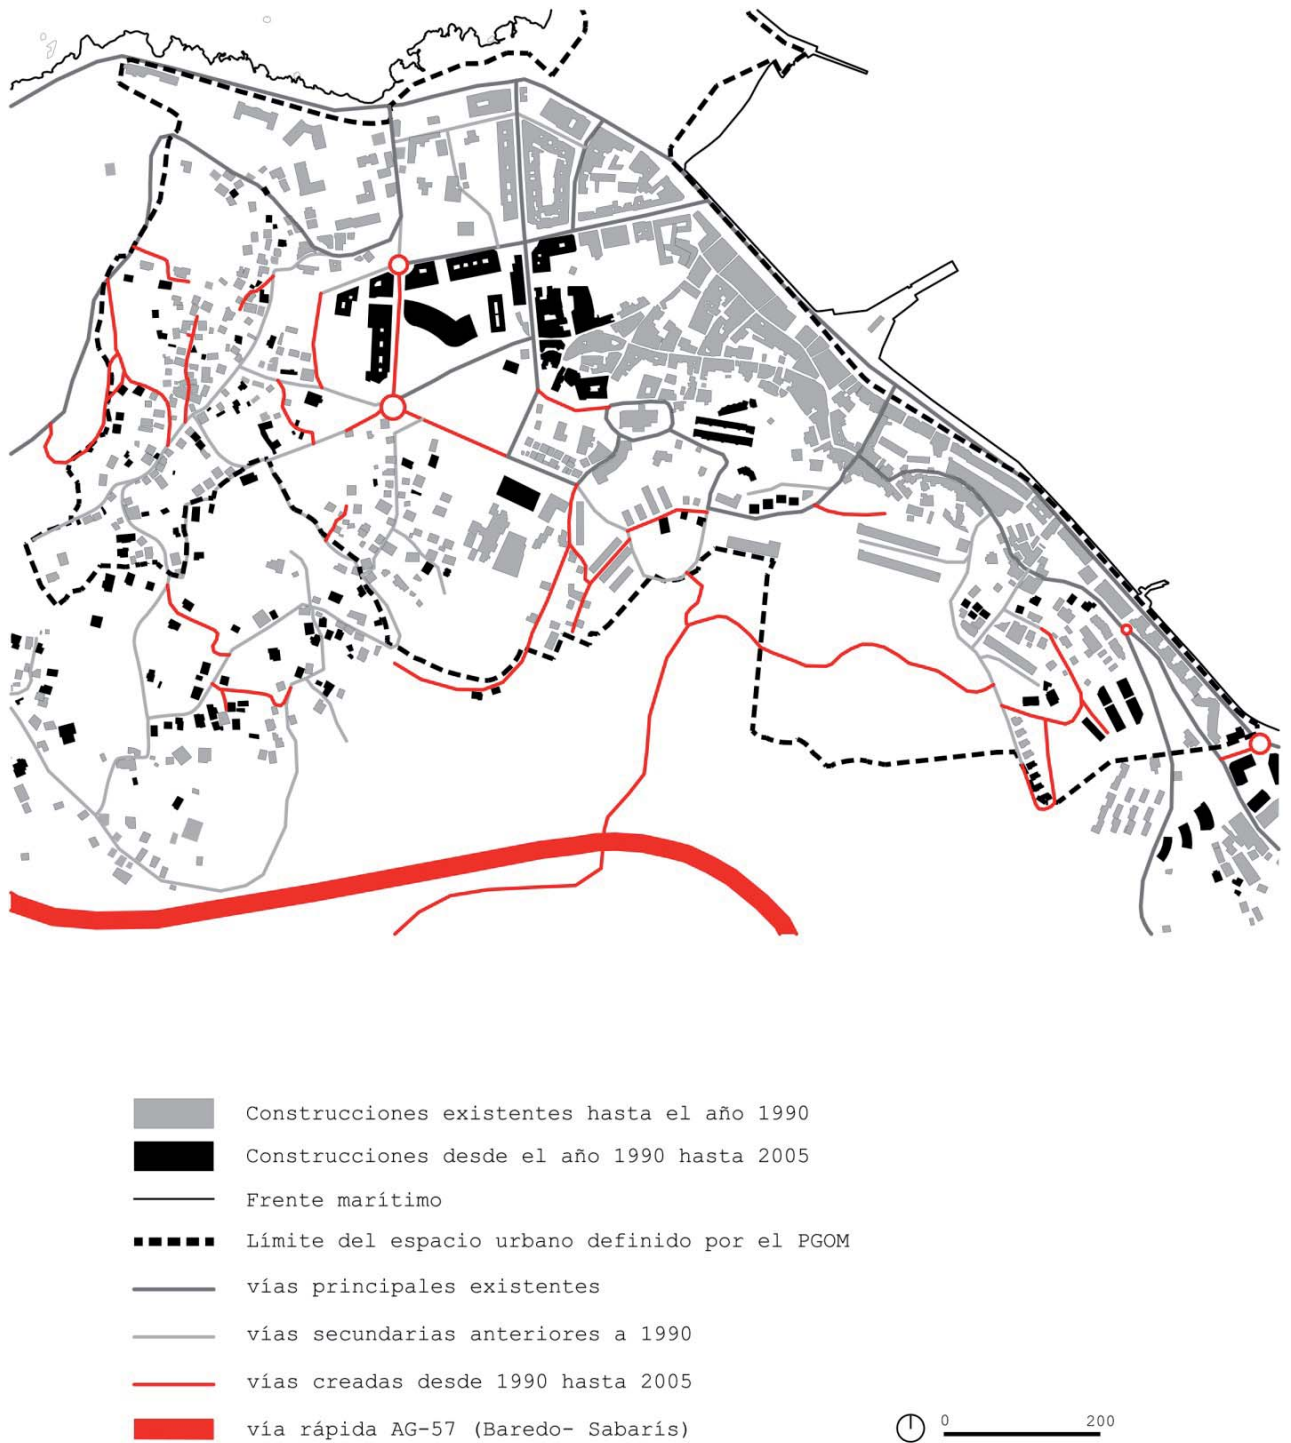 Construcciones existentes hasta el año 1990
Construcciones desde el año 1990 hasta 2005
Frente marítimo
Límite del espacio urbano definido por el PGOM
vías principales existentes
vías secundarias anteriores a 1990
vías creadas desde 1990 hasta 2005
vía rápida AG-57 (Baredo- Sabarís)
0 200